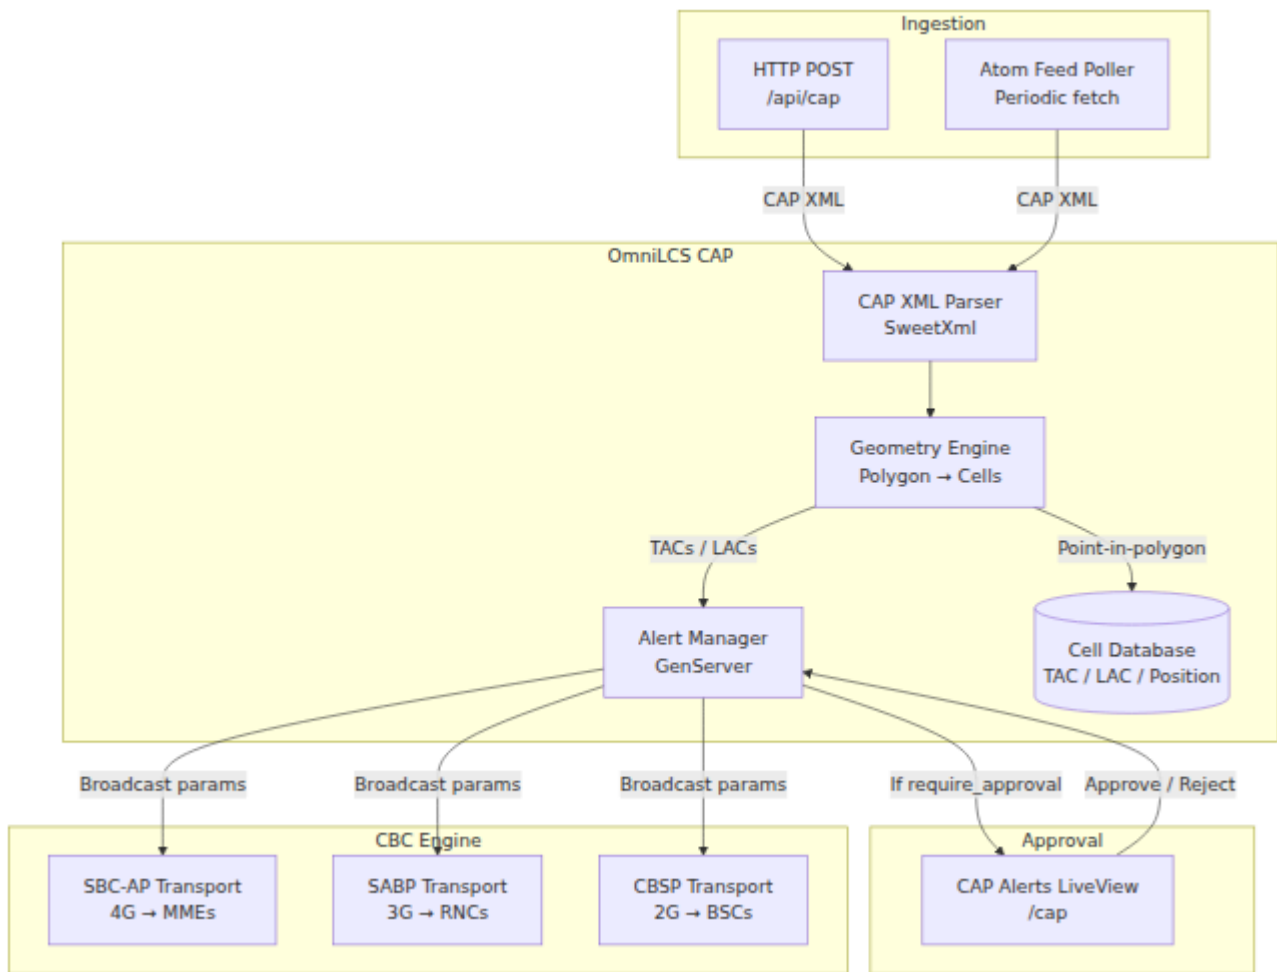 Ingestion
HTTP POST
/api/cap
Atom Feed Poller
Periodic fetch
CAP XML
CAP XML
OmniLCS CAP
CAP XML Parser
SweetXml
Geometry Engine
Polygon → Cells
TACs / LACs
Point-in-polygon
Alert Manager
GenServer
Cell Database
TAC / LAC / Position
Broadcast params
Broadcast params
Broadcast params
If require_approval
Approve / Reject
CBC Engine
SBC-AP Transport
4G → MMEs
SABP Transport
3G → RNCs
CBSP Transport
2G → BSCs
Approval
CAP Alerts LiveView
/cap